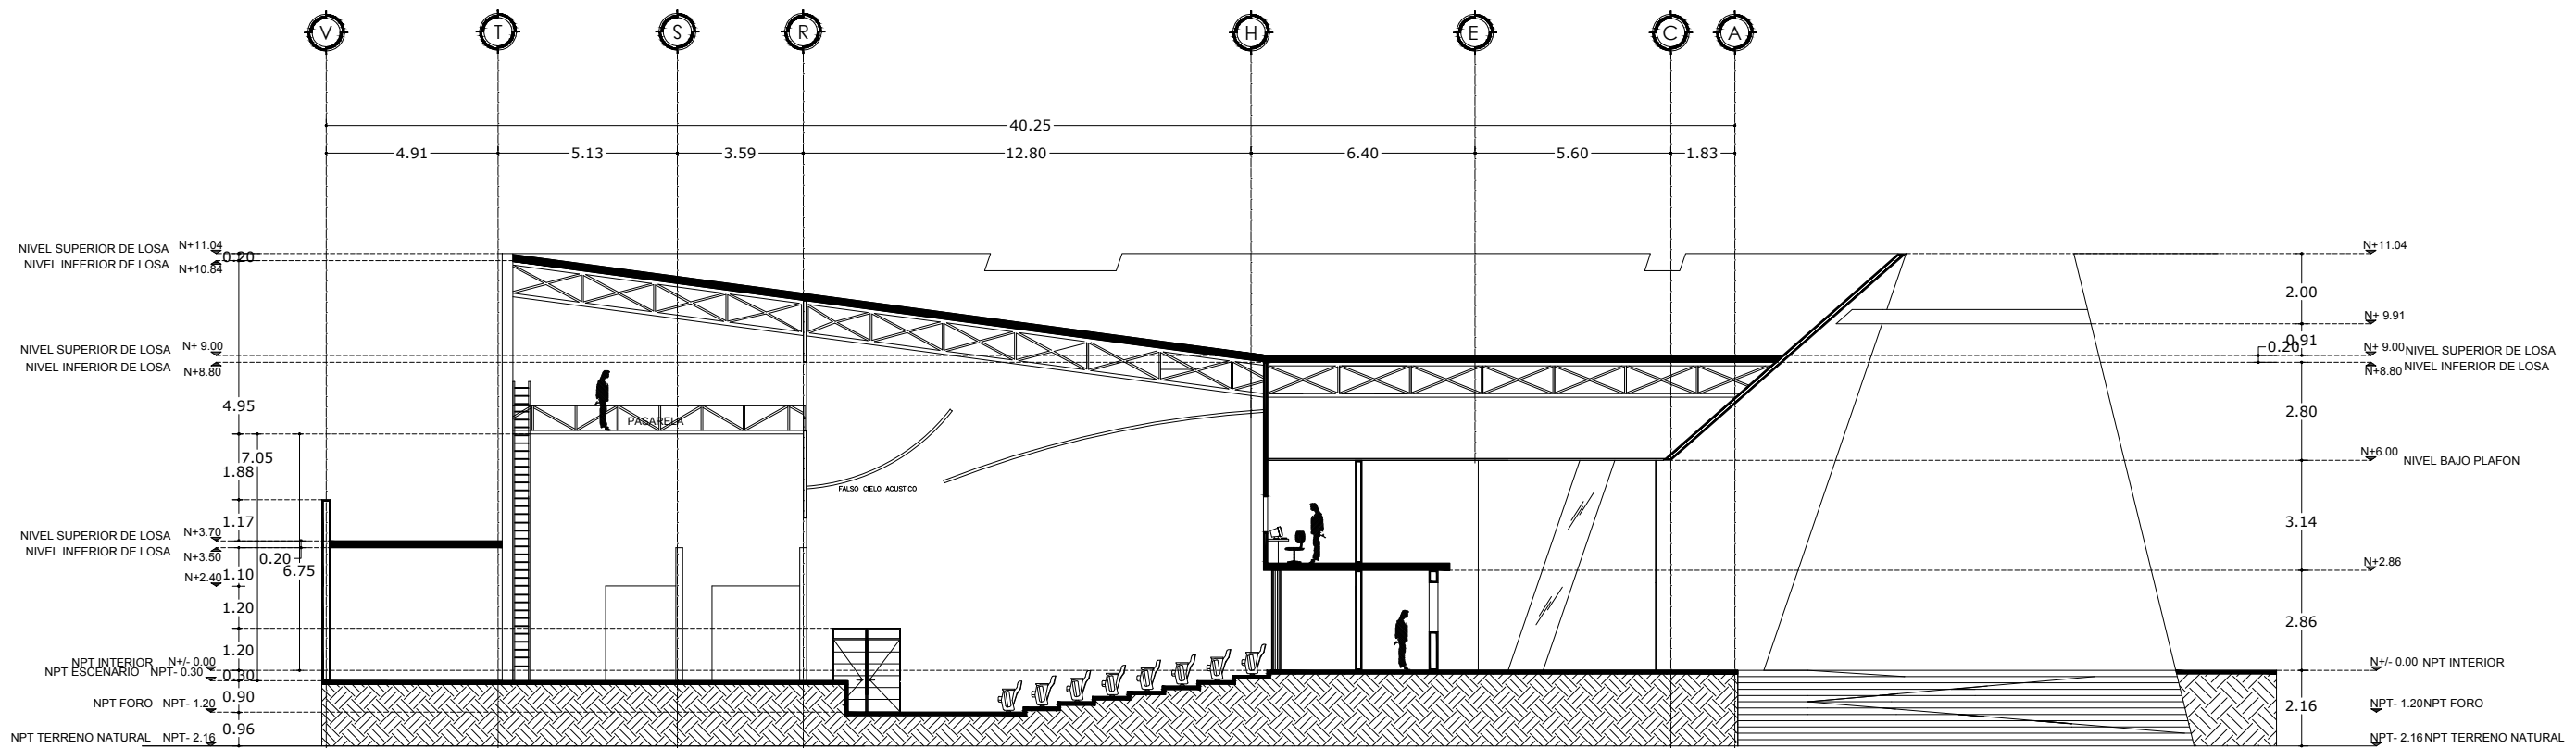 V T S R H E C A
40.25
4.91 5.13 3.59 12.80 6.40 5.60 1.83
NIVEL SUPERIOR DE LOSA N+11.04
0.20
NIVEL INFERIOR DE LOSA N+10.84
N+11.04
2.00
N+ 9.91
0.91
0.20
NIVEL SUPERIOR DE LOSA N+ 9.00
NIVEL INFERIOR DE LOSA N+8.80
N+ 9.00 NIVEL SUPERIOR DE LOSA
N+8.80 NIVEL INFERIOR DE LOSA
4.95
2.80
PASARELA
7.05
1.88
N+6.00 NIVEL BAJO PLAFON
FALSO CIELO ACUSTICO
1.17
3.14
NIVEL SUPERIOR DE LOSA N+3.70
NIVEL INFERIOR DE LOSA N+3.50
0.20
6.75
N+2.40
1.10
N+2.86
1.20
2.86
1.20
NPT INTERIOR N+/- 0.00
NPT ESCENARIO NPT- 0.30
0.30
N+/- 0.00 NPT INTERIOR
0.90
NPT FORO NPT- 1.20
NPT- 1.20 NPT FORO
2.16
0.96
NPT TERRENO NATURAL NPT- 2.16
NPT- 2.16 NPT TERRENO NATURAL